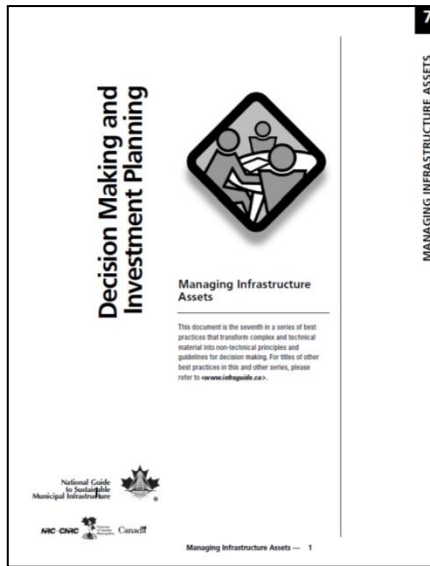 7
MANAGING INFRASTRUCTURE ASSETS
Decision Making and
Investment Planning
Managing Infrastructure
Assets
This document is the seventh in a series of best
practices that transform complex and technical
material into non-technical principles and
guidelines for decision making. For titles of other
best practices in this and other series, please
refer to <www.infraguide.ca>.
National Guide
to Sustainable
Municipal Infrastructure
NRC · CNRC
Canada
Managing Infrastructure Assets — 1